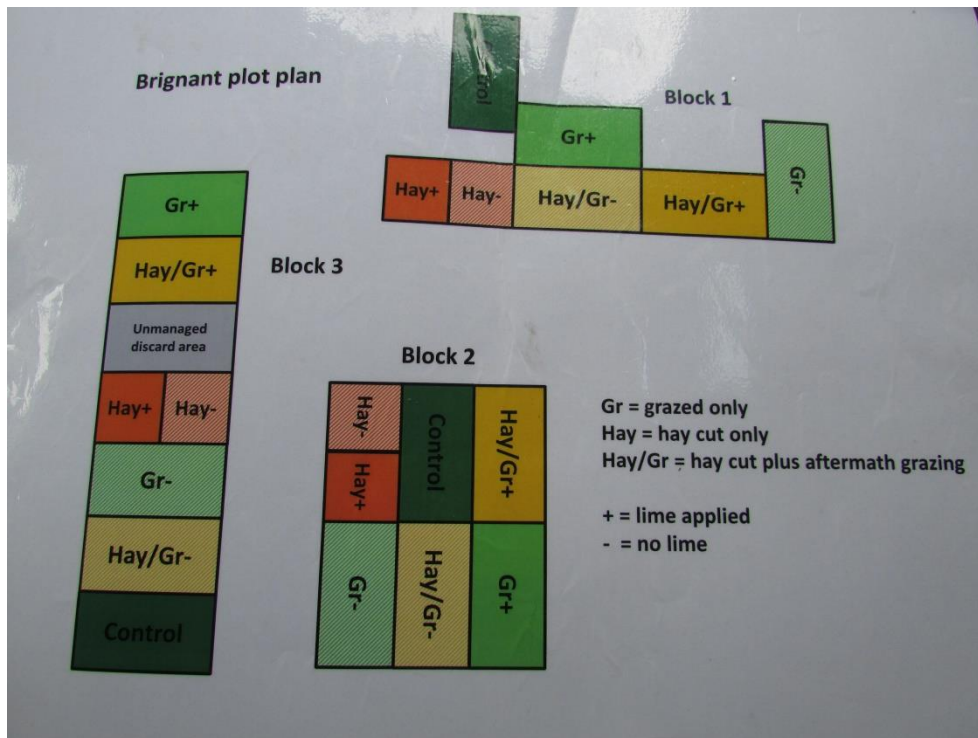 Brignant plot plan
Block 1
Gr+
Hay+
Hay-
Hay/Gr-
Hay/Gr+
Gr-
Block 3
Gr+
Hay/Gr+
Unmanaged
discard area
Hay+
Hay-
Gr-
Hay/Gr-
Control
Block 2
Hay-
Hay+
Control
Hay/Gr+
Gr-
Hay/Gr-
Gr+
Gr = grazed only
Hay = hay cut only
Hay/Gr = hay cut plus aftermath grazing
+ = lime applied
- = no lime